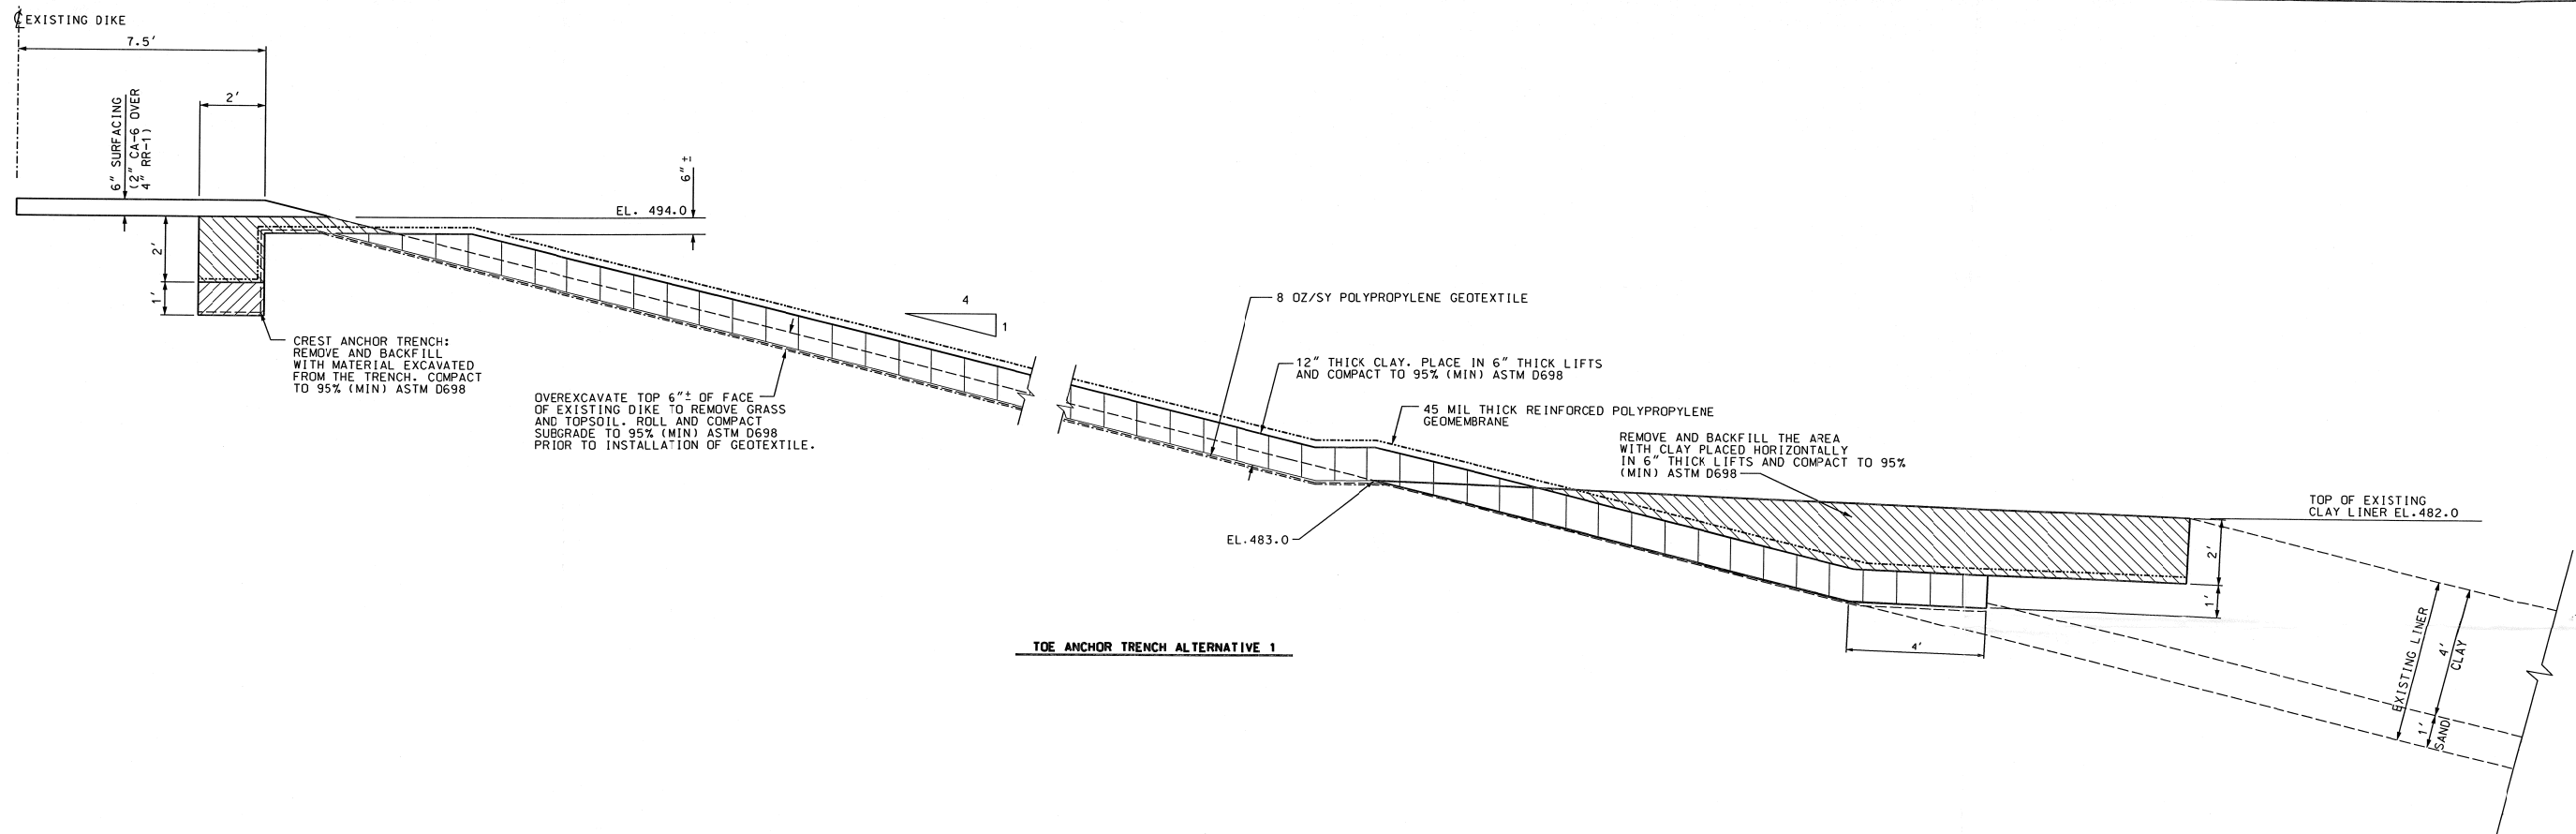 ℄ EXISTING DIKE
7.5'
2'
6" SURFACING
(2" CA-6 OVER
4" RR-1)
6" ±
EL. 494.0
2'
1'
CREST ANCHOR TRENCH:
REMOVE AND BACKFILL
WITH MATERIAL EXCAVATED
FROM THE TRENCH. COMPACT
TO 95% (MIN) ASTM D698
4
1
OVEREXCAVATE TOP 6"± OF FACE
OF EXISTING DIKE TO REMOVE GRASS
AND TOPSOIL. ROLL AND COMPACT
SUBGRADE TO 95% (MIN) ASTM D698
PRIOR TO INSTALLATION OF GEOTEXTILE.
8 OZ/SY POLYPROPYLENE GEOTEXTILE
12" THICK CLAY. PLACE IN 6" THICK LIFTS
AND COMPACT TO 95% (MIN) ASTM D698
45 MIL THICK REINFORCED POLYPROPYLENE
GEOMEMBRANE
REMOVE AND BACKFILL THE AREA
WITH CLAY PLACED HORIZONTALLY
IN 6" THICK LIFTS AND COMPACT TO 95%
(MIN) ASTM D698
TOP OF EXISTING
CLAY LINER EL.482.0
EL.483.0
2'
1'
4'
EXISTING LINER
4'
CLAY
1'
SAND
TOE ANCHOR TRENCH ALTERNATIVE 1